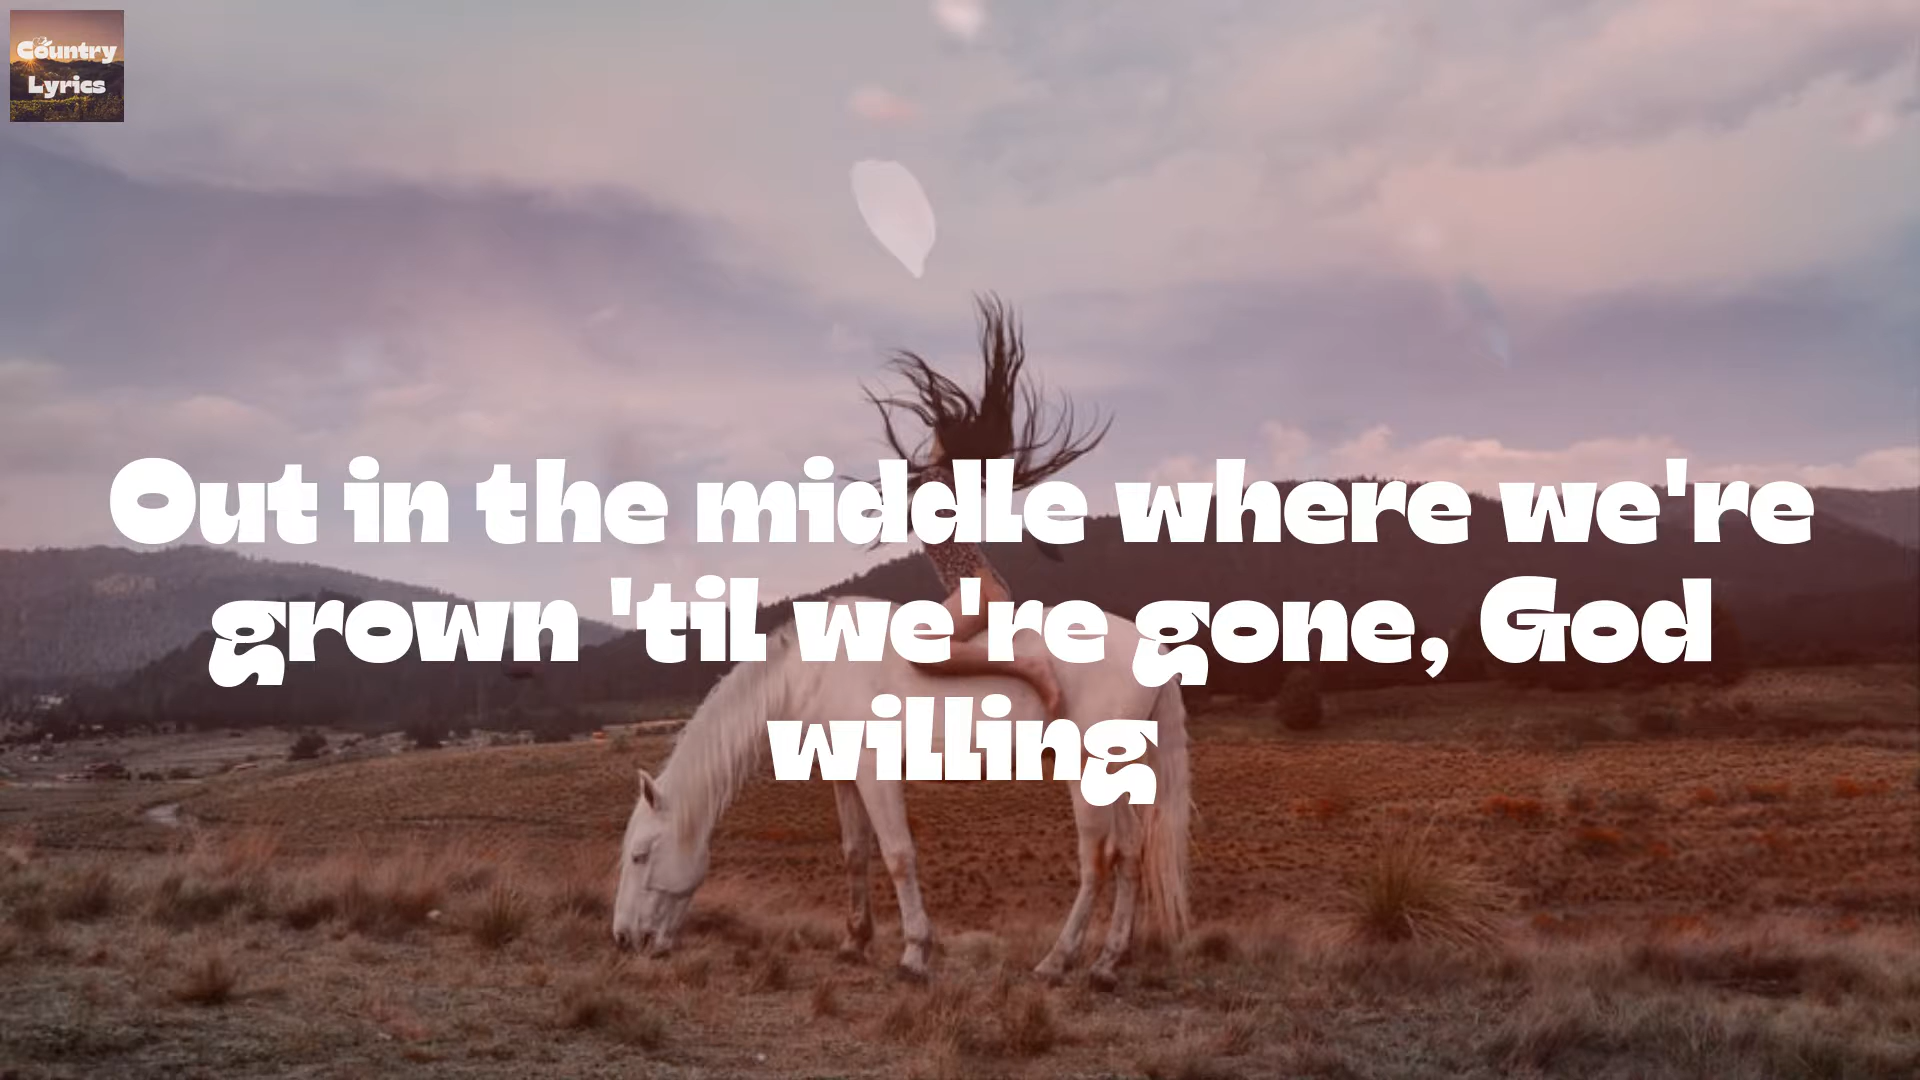 Country
Lyrics
Out in the middle where we're
grown 'til we're gone, God
willing